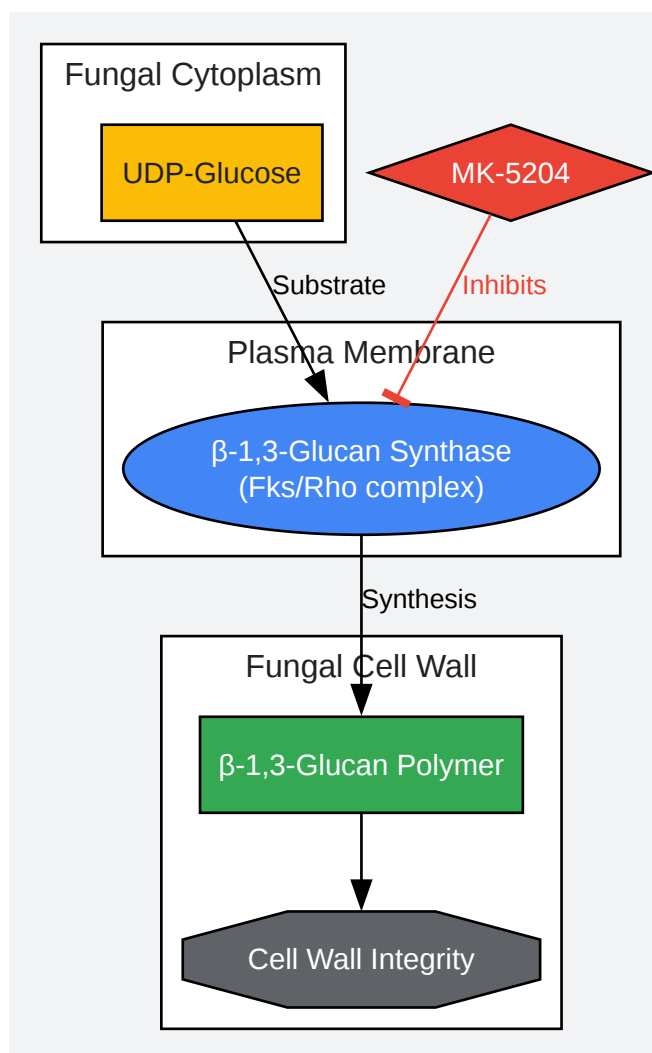 Fungal Cytoplasm
UDP-Glucose
MK-5204
Substrate
Inhibits
Plasma Membrane
β-1,3-Glucan Synthase
(Fks/Rho complex)
Synthesis
Fungal Cell Wall
β-1,3-Glucan Polymer
Cell Wall Integrity